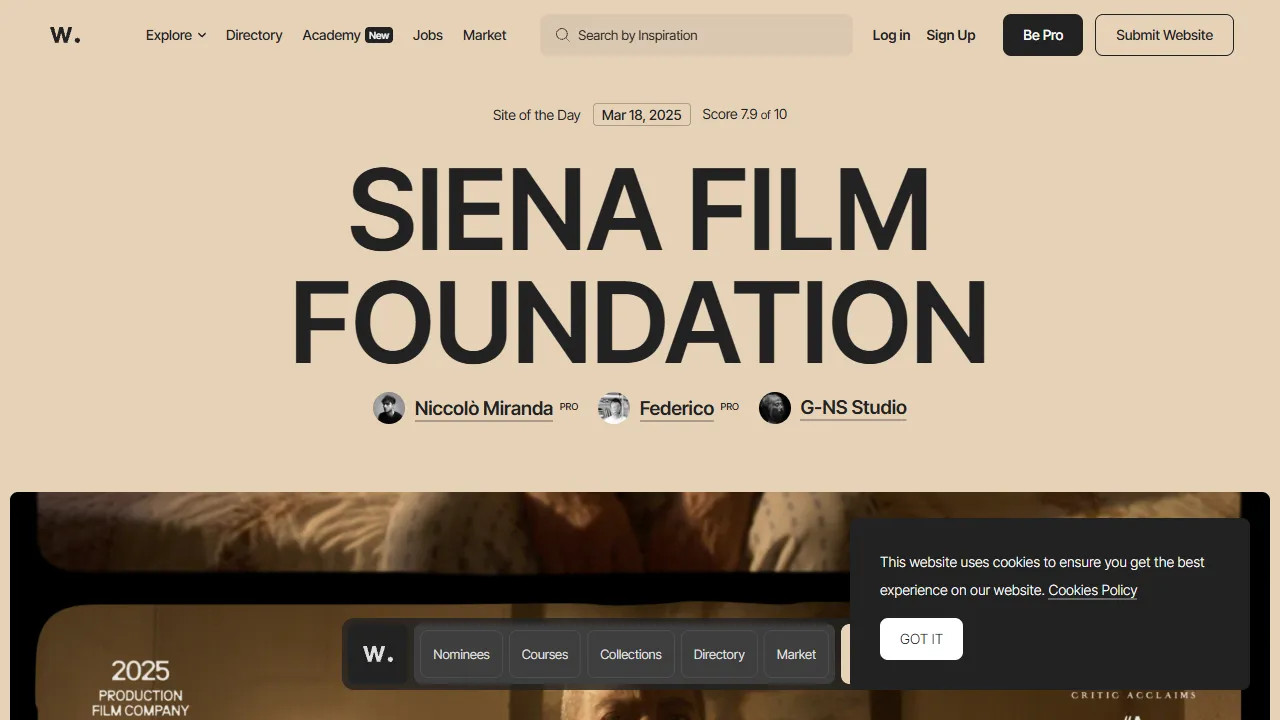 W.
Explore
Directory
Academy New
Jobs
Market
Search by Inspiration
Log in
Sign Up
Be Pro
Submit Website
Site of the Day
Mar 18, 2025
Score 7.9 of 10
SIENA FILM
FOUNDATION
Niccolò Miranda PRO
Federico PRO
G-NS Studio
This website uses cookies to ensure you get the best
experience on our website. Cookies Policy
GOT IT
W.
Nominees
Courses
Collections
Directory
Market
2025
PRODUCTION
FILM COMPANY
CRITIC ACCLAIMS